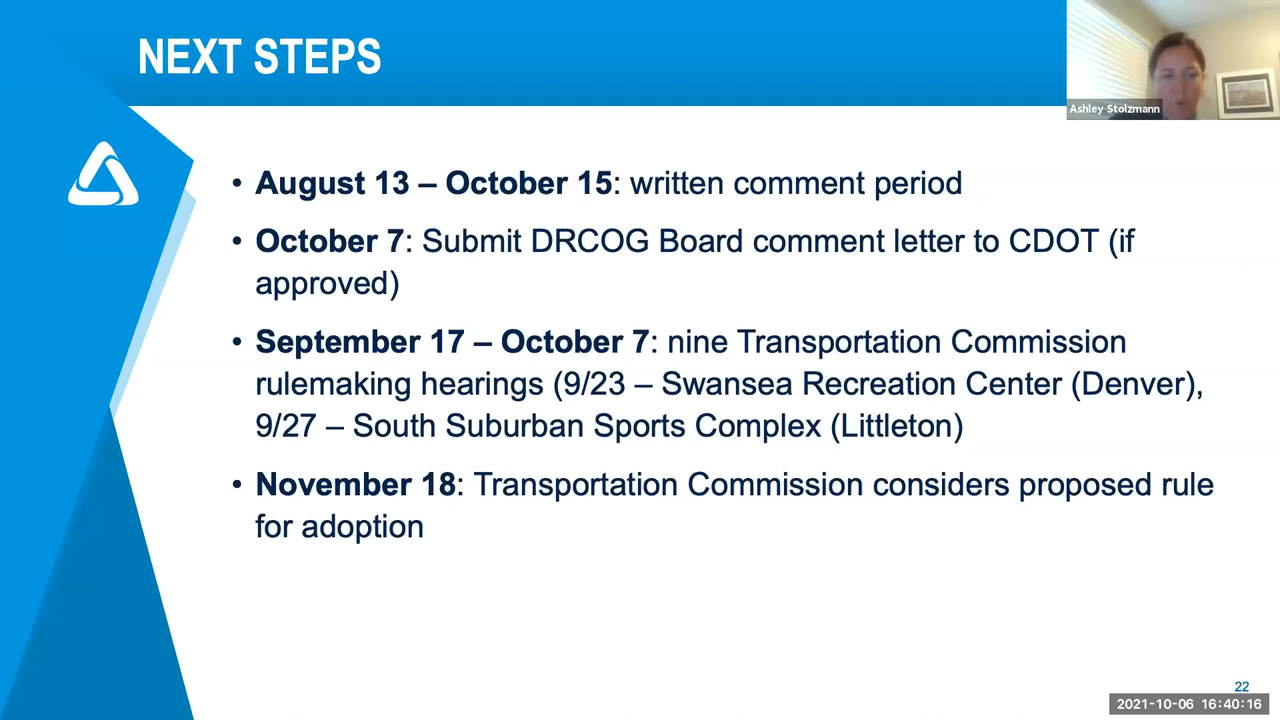 NEXT STEPS
Ashley Stolzmann
• August 13 – October 15: written comment period
• October 7: Submit DRCOG Board comment letter to CDOT (if
approved)
• September 17 – October 7: nine Transportation Commission
rulemaking hearings (9/23 – Swansea Recreation Center (Denver),
9/27 – South Suburban Sports Complex (Littleton)
• November 18: Transportation Commission considers proposed rule
for adoption
22
2021-10-06 16:40:16